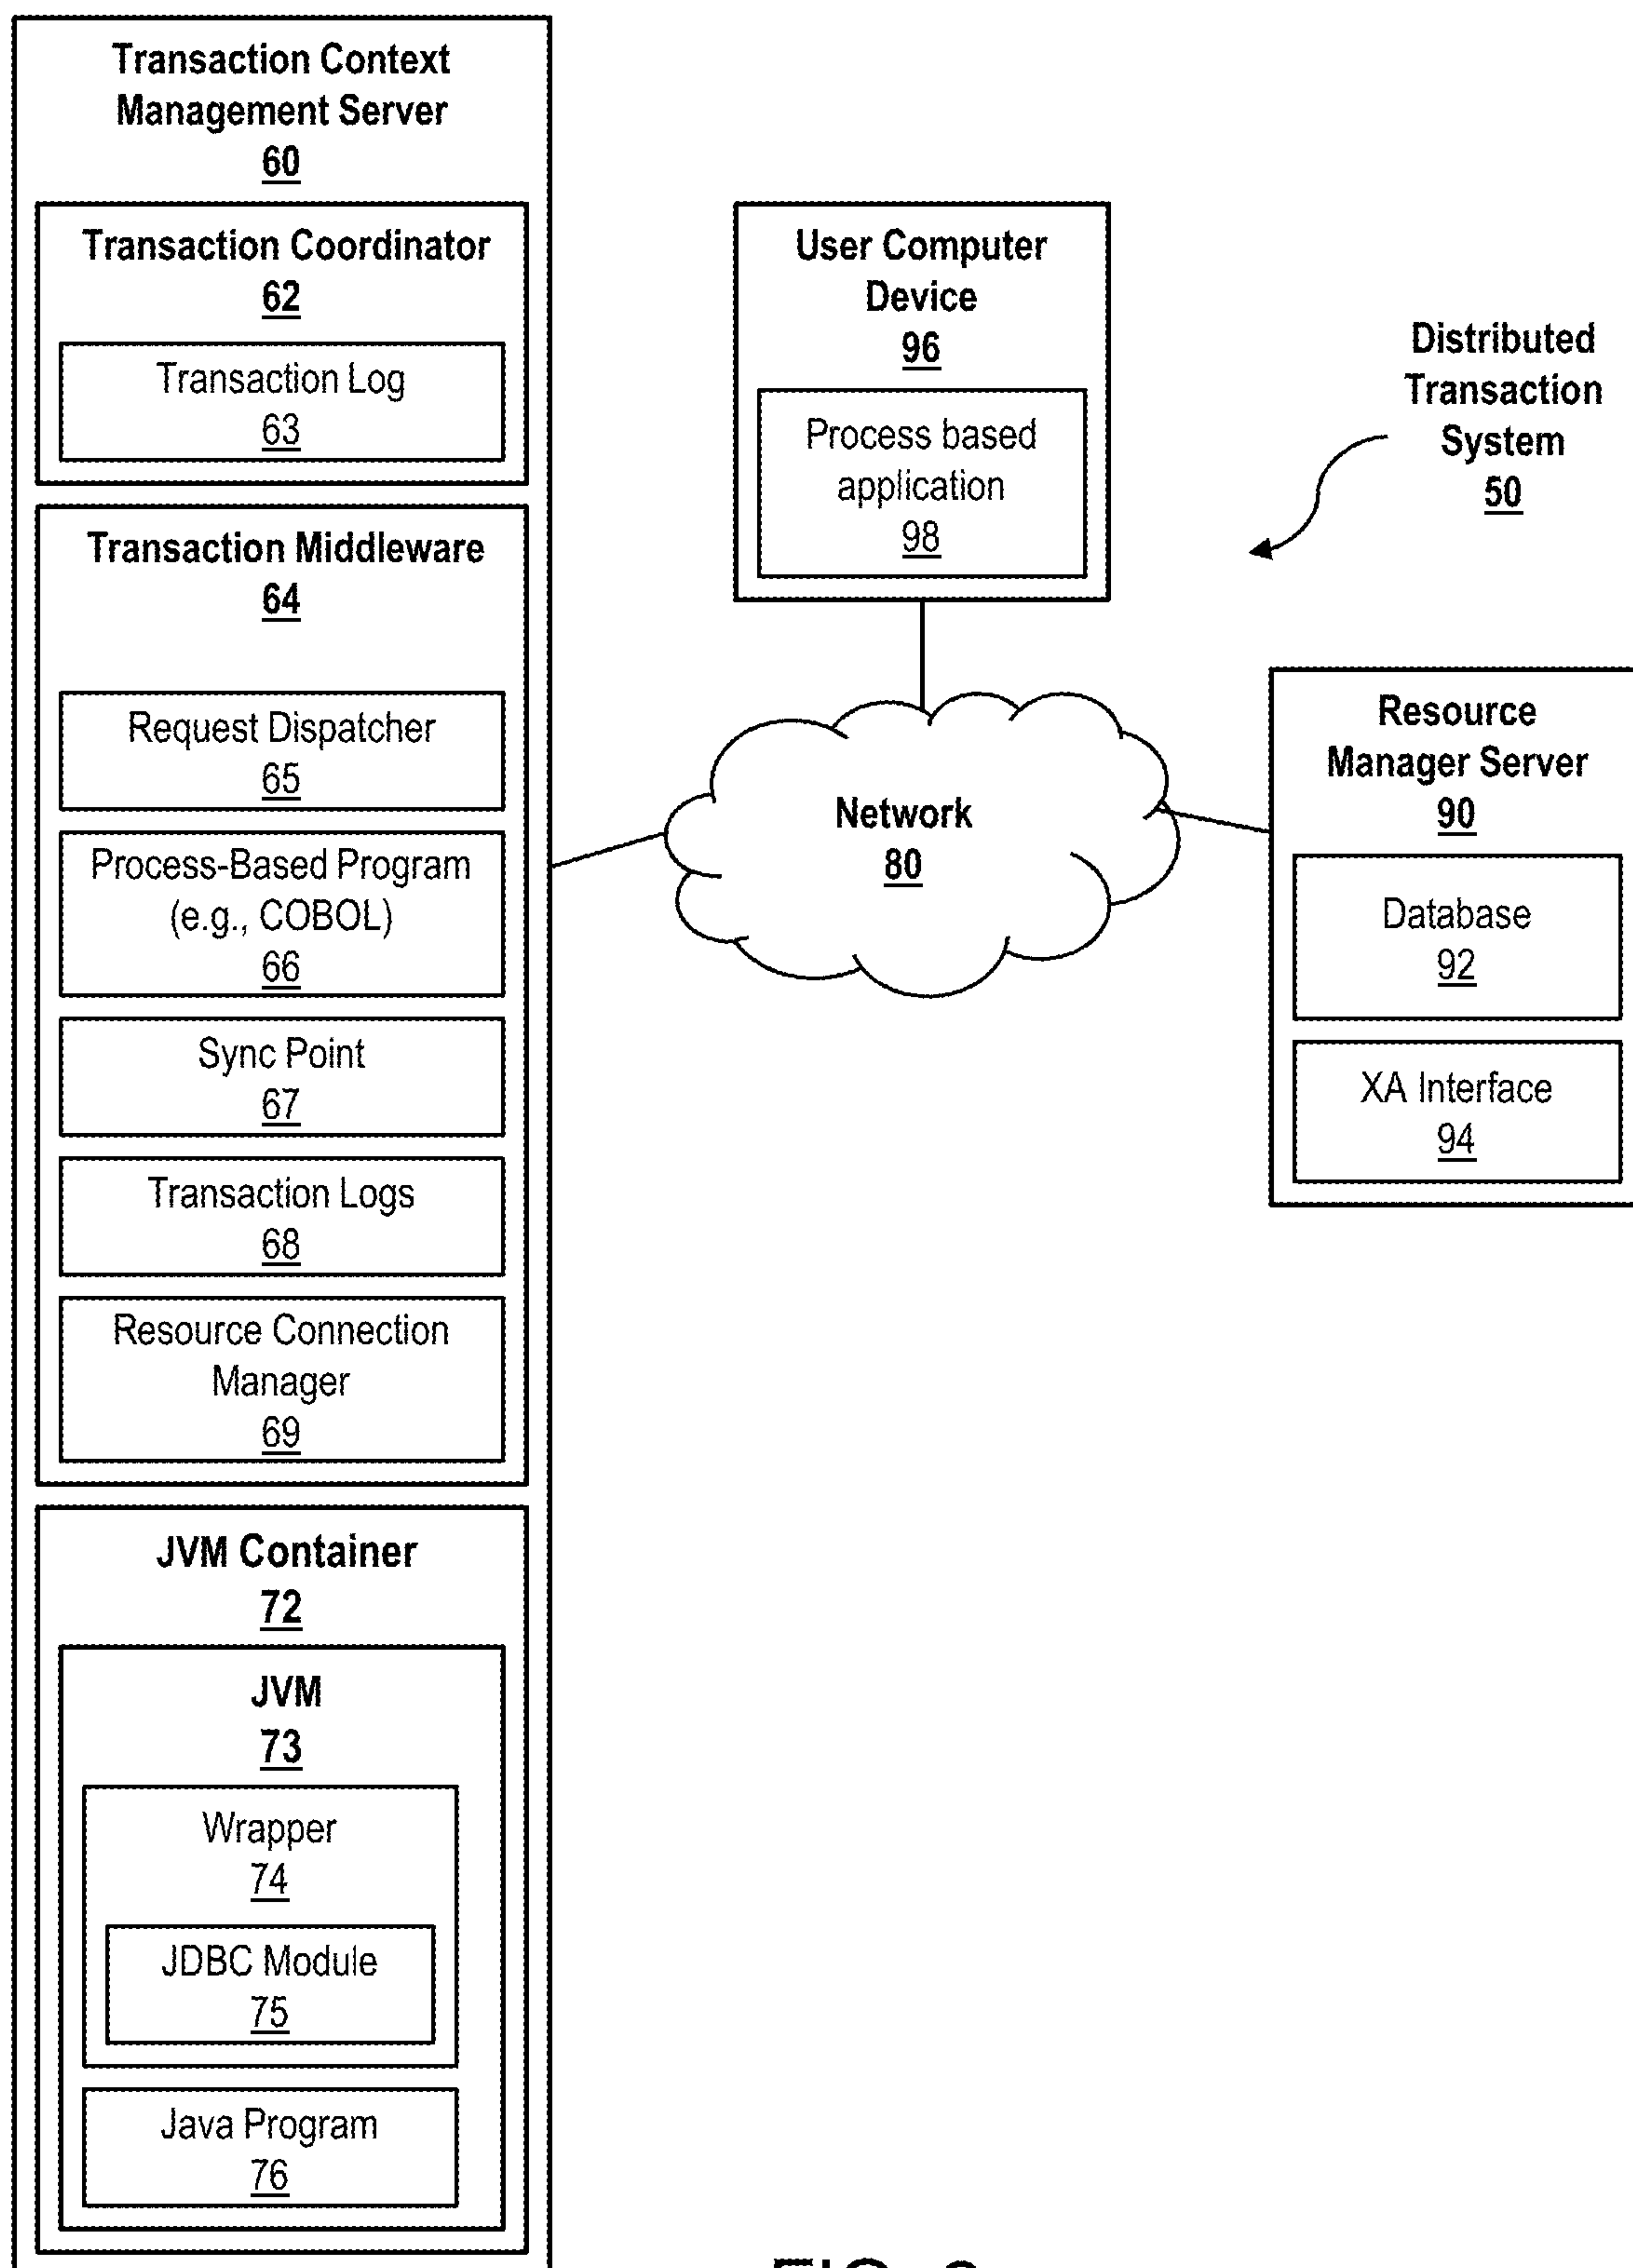 Transaction Context
Management Server
60
Transaction Coordinator
62
Transaction Log
63
Transaction Middleware
64
Request Dispatcher
65
Process-Based Program
(e.g., COBOL)
66
Sync Point
67
Transaction Logs
68
Resource Connection
Manager
69
JVM Container
72
JVM
73
Wrapper
74
JDBC Module
75
Java Program
76
User Computer
Device
96
Process based
application
98
Network
80
Distributed
Transaction
System
50
Resource
Manager Server
90
Database
92
XA Interface
94